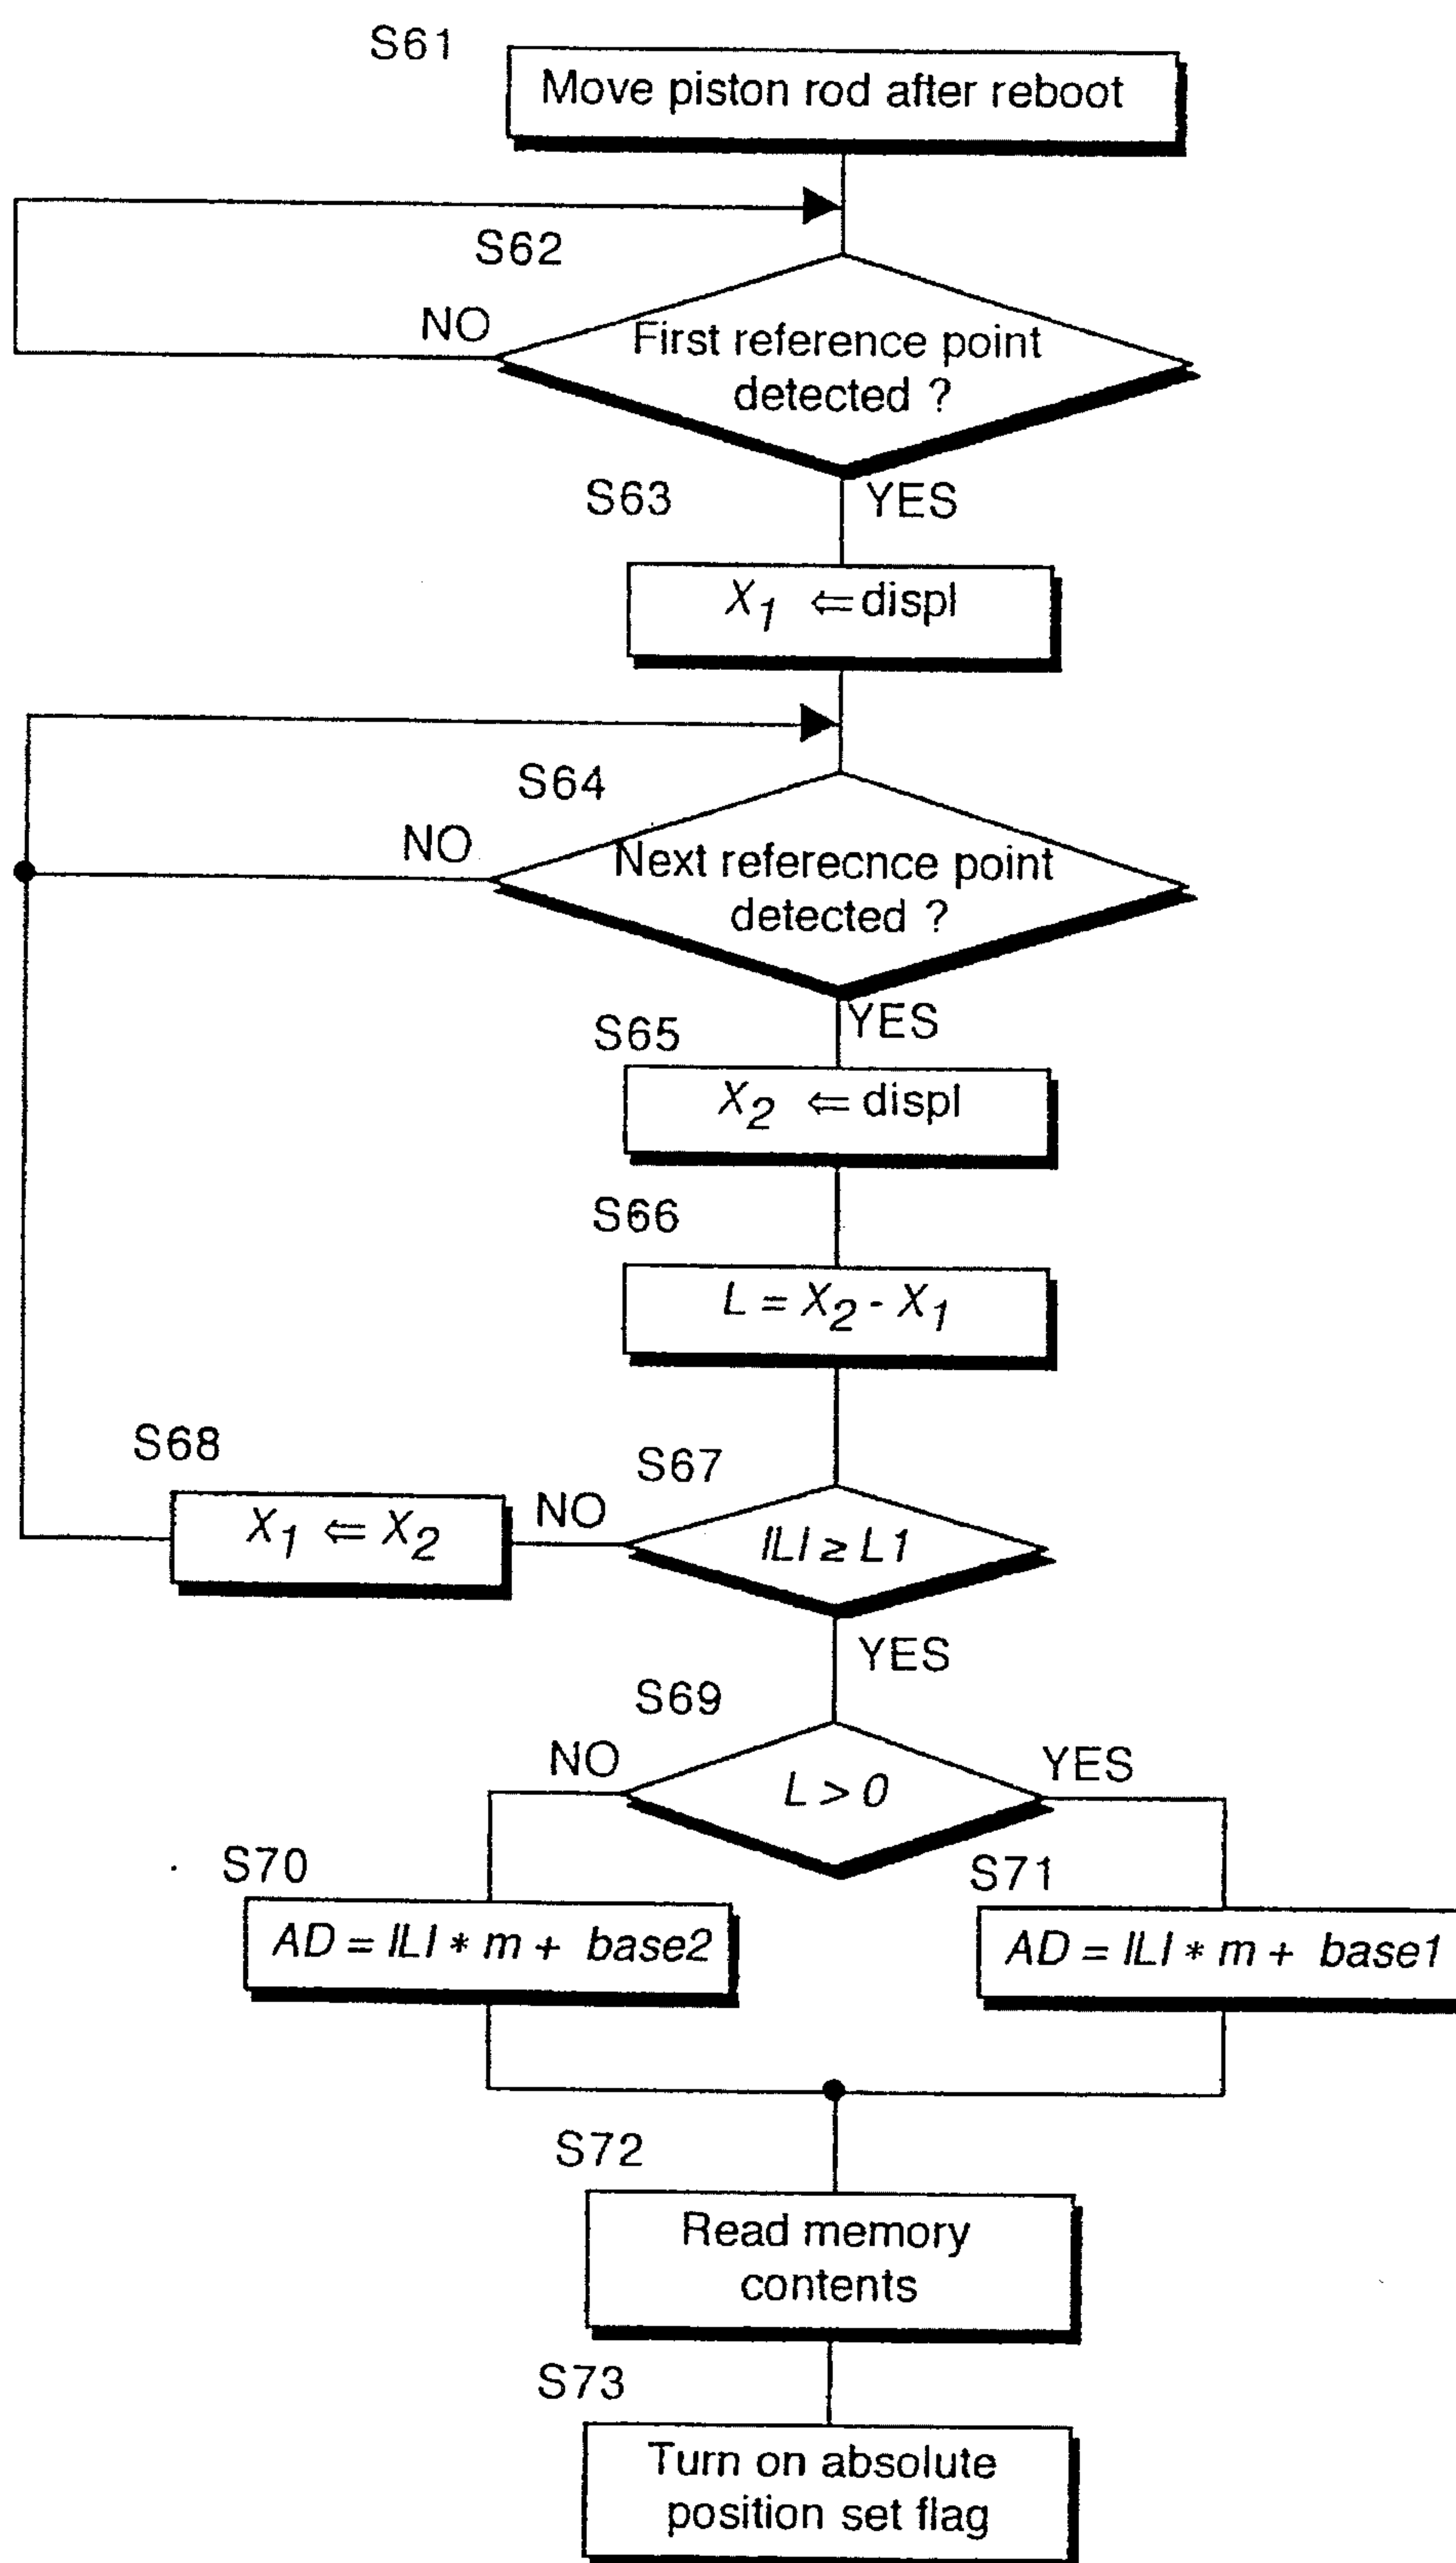 S61
Move piston rod after reboot
S62
NO
First reference point
detected ?
S63
YES
X1 ⇐ displ
S64
NO
Next referecnce point
detected ?
YES
S65
X2 ⇐ displ
S66
L = X2 - X1
S68
S67
X1 ⇐ X2
NO
ILI ≥ L1
YES
S69
NO
YES
L > 0
S70
S71
AD = ILI * m + base2
AD = ILI * m + base1
S72
Read memory
contents
S73
Turn on absolute
position set flag